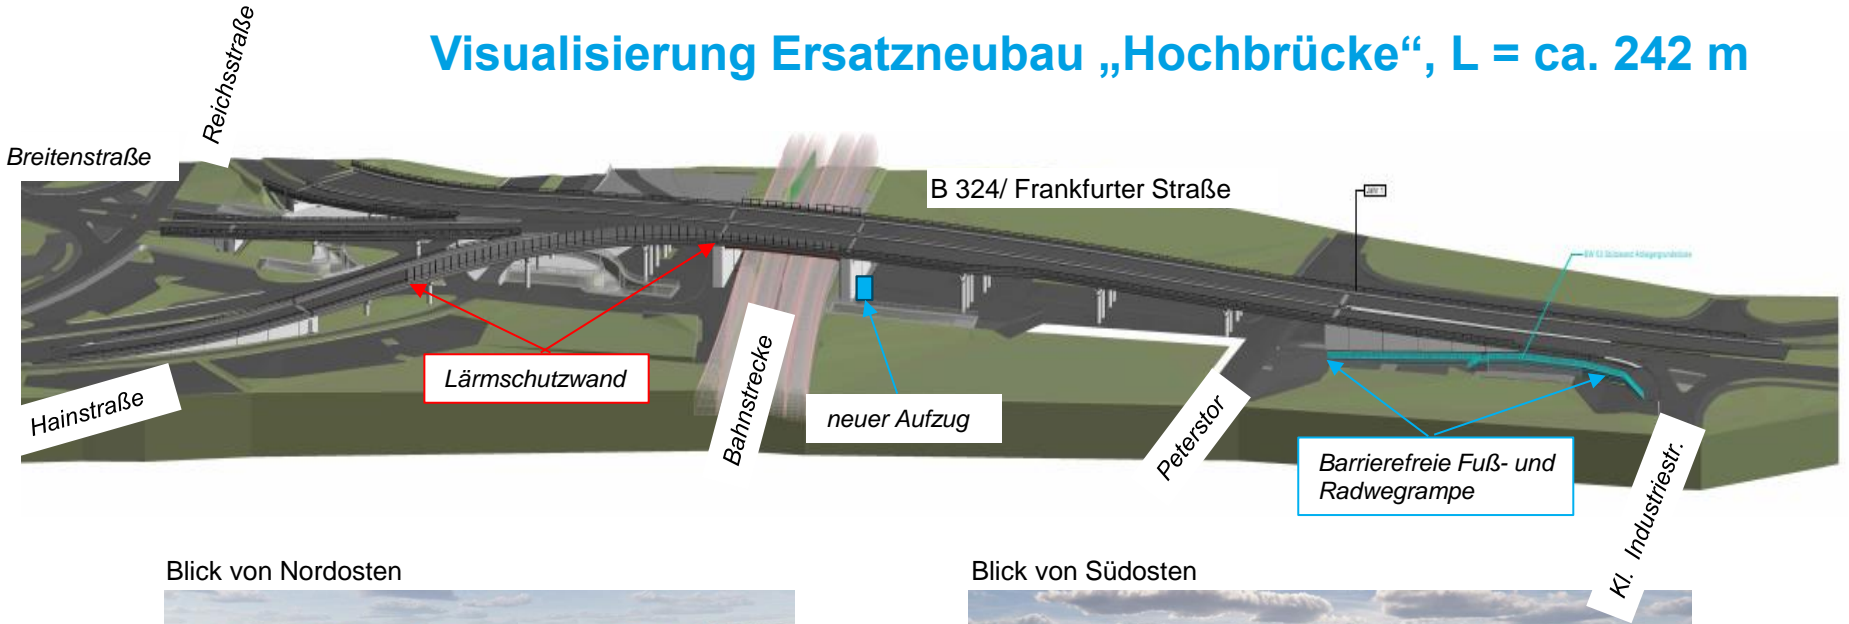 Visualisierung Ersatzneubau „Hochbrücke“, L = ca. 242 m
Reichsstraße
Breitenstraße
B 324/ Frankfurter Straße
Lärmschutzwand
Hainstraße
Bahnstrecke
neuer Aufzug
Peterstor
Barrierefreie Fuß- und
Radwegrampe
Kl. Industriestr.
Blick von Nordosten
Blick von Südosten